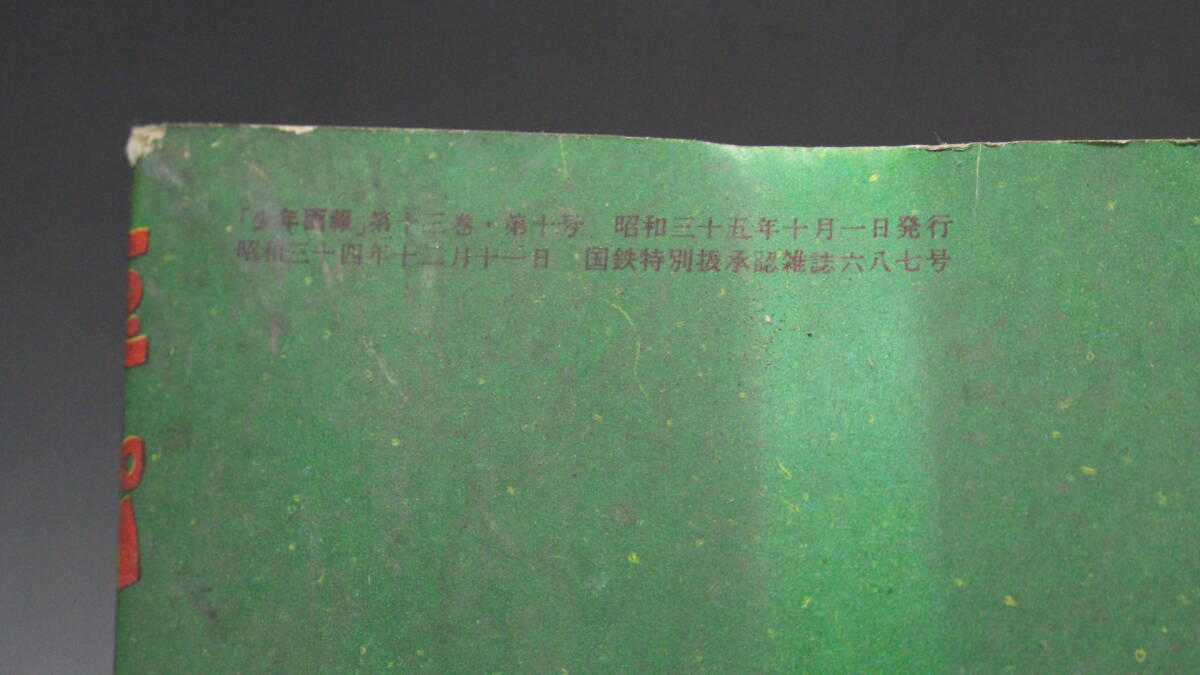 「少年画報」第十三巻・第十号 昭和三十五年十月一日発行
昭和三十四年十二月十一日 国鉄特別扱承認雑誌六八七号